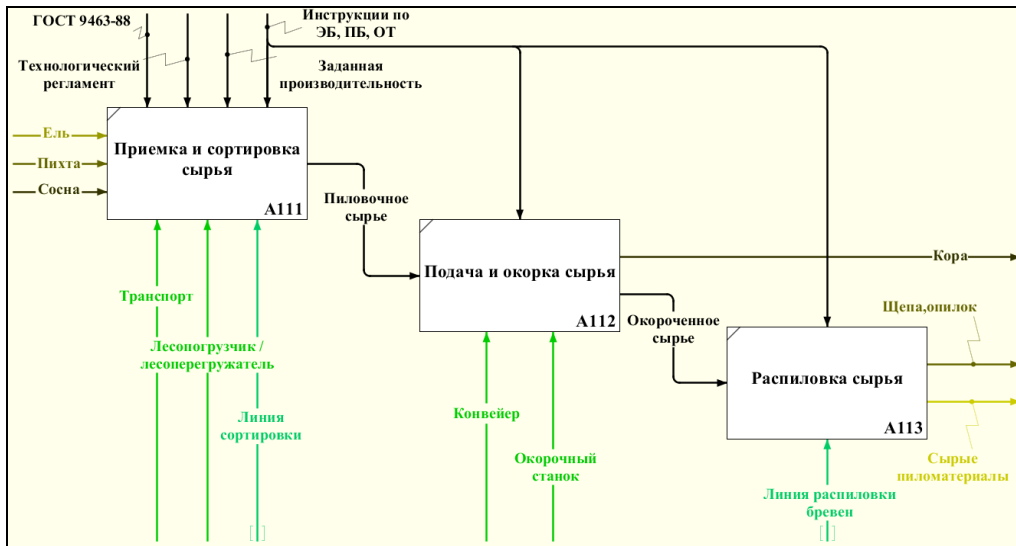 ГОСТ 9463-88
Инструкции по
ЭБ, ПБ, ОТ
Технологический
регламент
Заданная
производительность
Ель
Пихта
Сосна
Приемка и сортировка
сырья
A111
Пиловочное
сырье
Подача и окорка сырья
A112
Кора
Окороченное
сырье
Щепа,опилок
Распиловка сырья
A113
Транспорт
Лесопогрузчик /
лесоперегружатель
Линия
сортировки
Конвейер
Окорочный
станок
Сырые
пиломатериалы
Линия распиловки
бревен